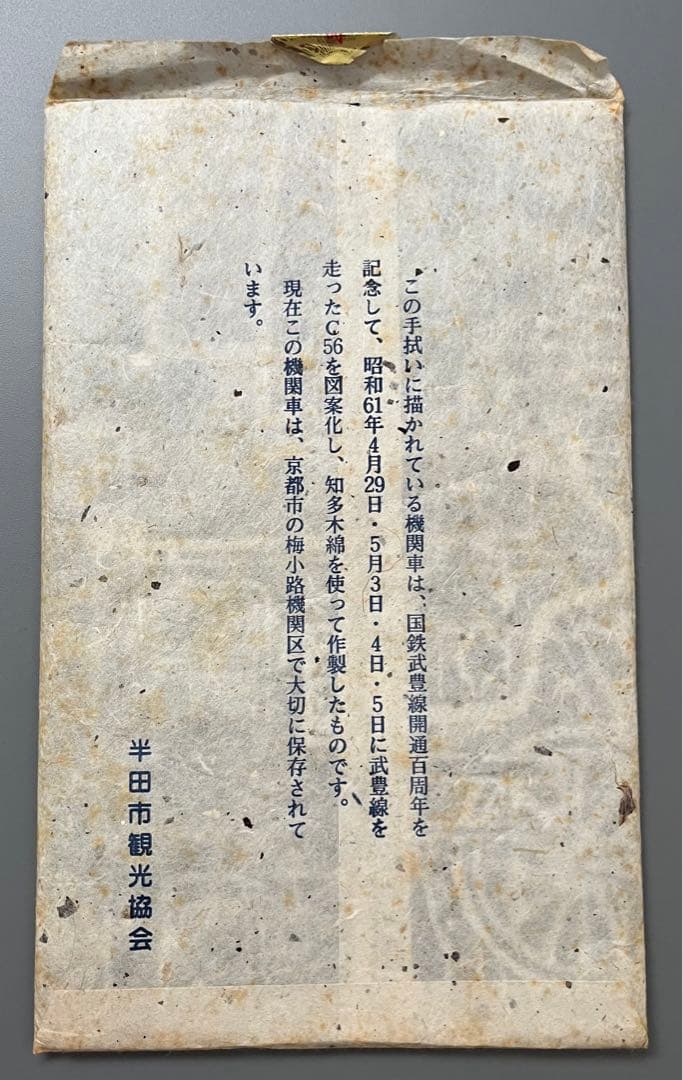 この手拭いに描かれている機関車は、国鉄武豊線開通百周年を
記念して、昭和61年4月29日・5月3日・4日・5日に武豊線を
走ったC56を図案化し、知多木綿を使って作製したものです。
現在この機関車は、京都市の梅小路機関区で大切に保存されて
います。
半田市観光協会